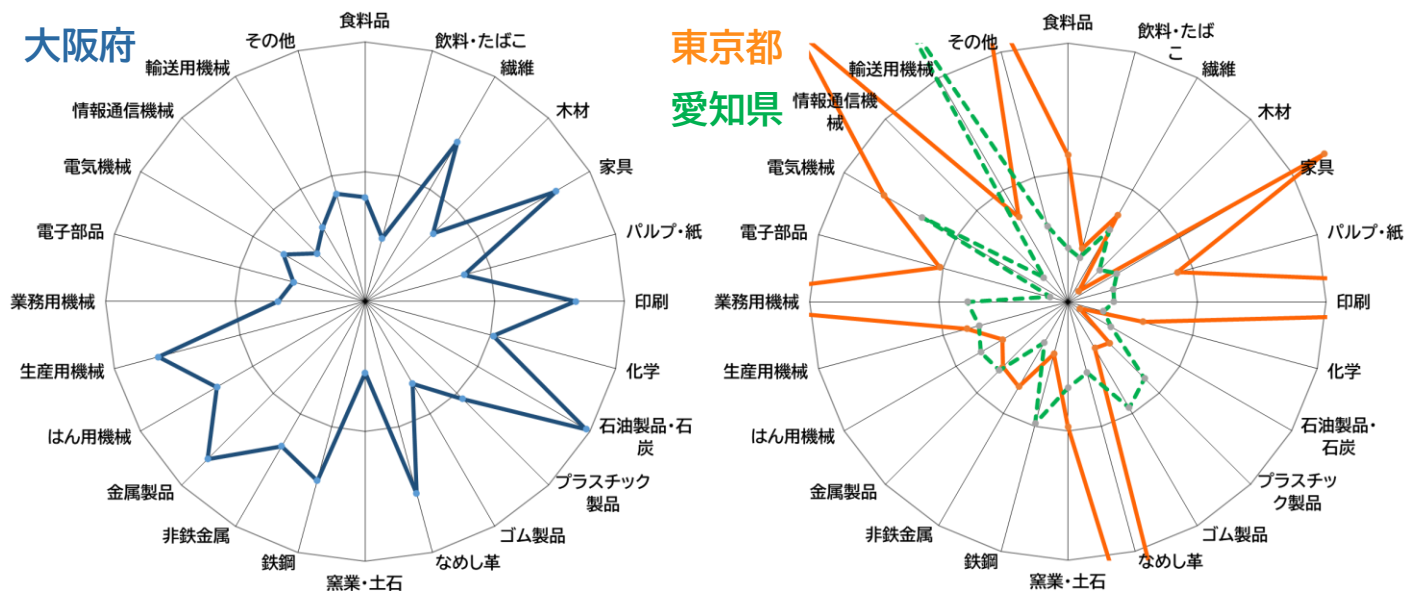 大阪府
食料品
飲料・たばこ
繊維
木材
家具
パルプ・紙
印刷
化学
石油製品・石
炭
プラスチック
製品
ゴム製品
なめし革
窯業・土石
鉄鋼
非鉄金属
金属製品
はん用機械
生産用機械
業務用機械
電子部品
電気機械
情報通信機械
輸送用機械
その他
東京都
愛知県
食料品
飲料・たば
こ
繊維
木材
家具
パルプ・紙
印刷
化学
石油製品・
石炭
プラスチッ
ク製品
ゴム製品
なめし革
窯業・土石
鉄鋼
非鉄金属
金属製品
はん用機械
生産用機械
業務用機械
電子部品
電気機械
情報通信機
械
輸送用機械
その他